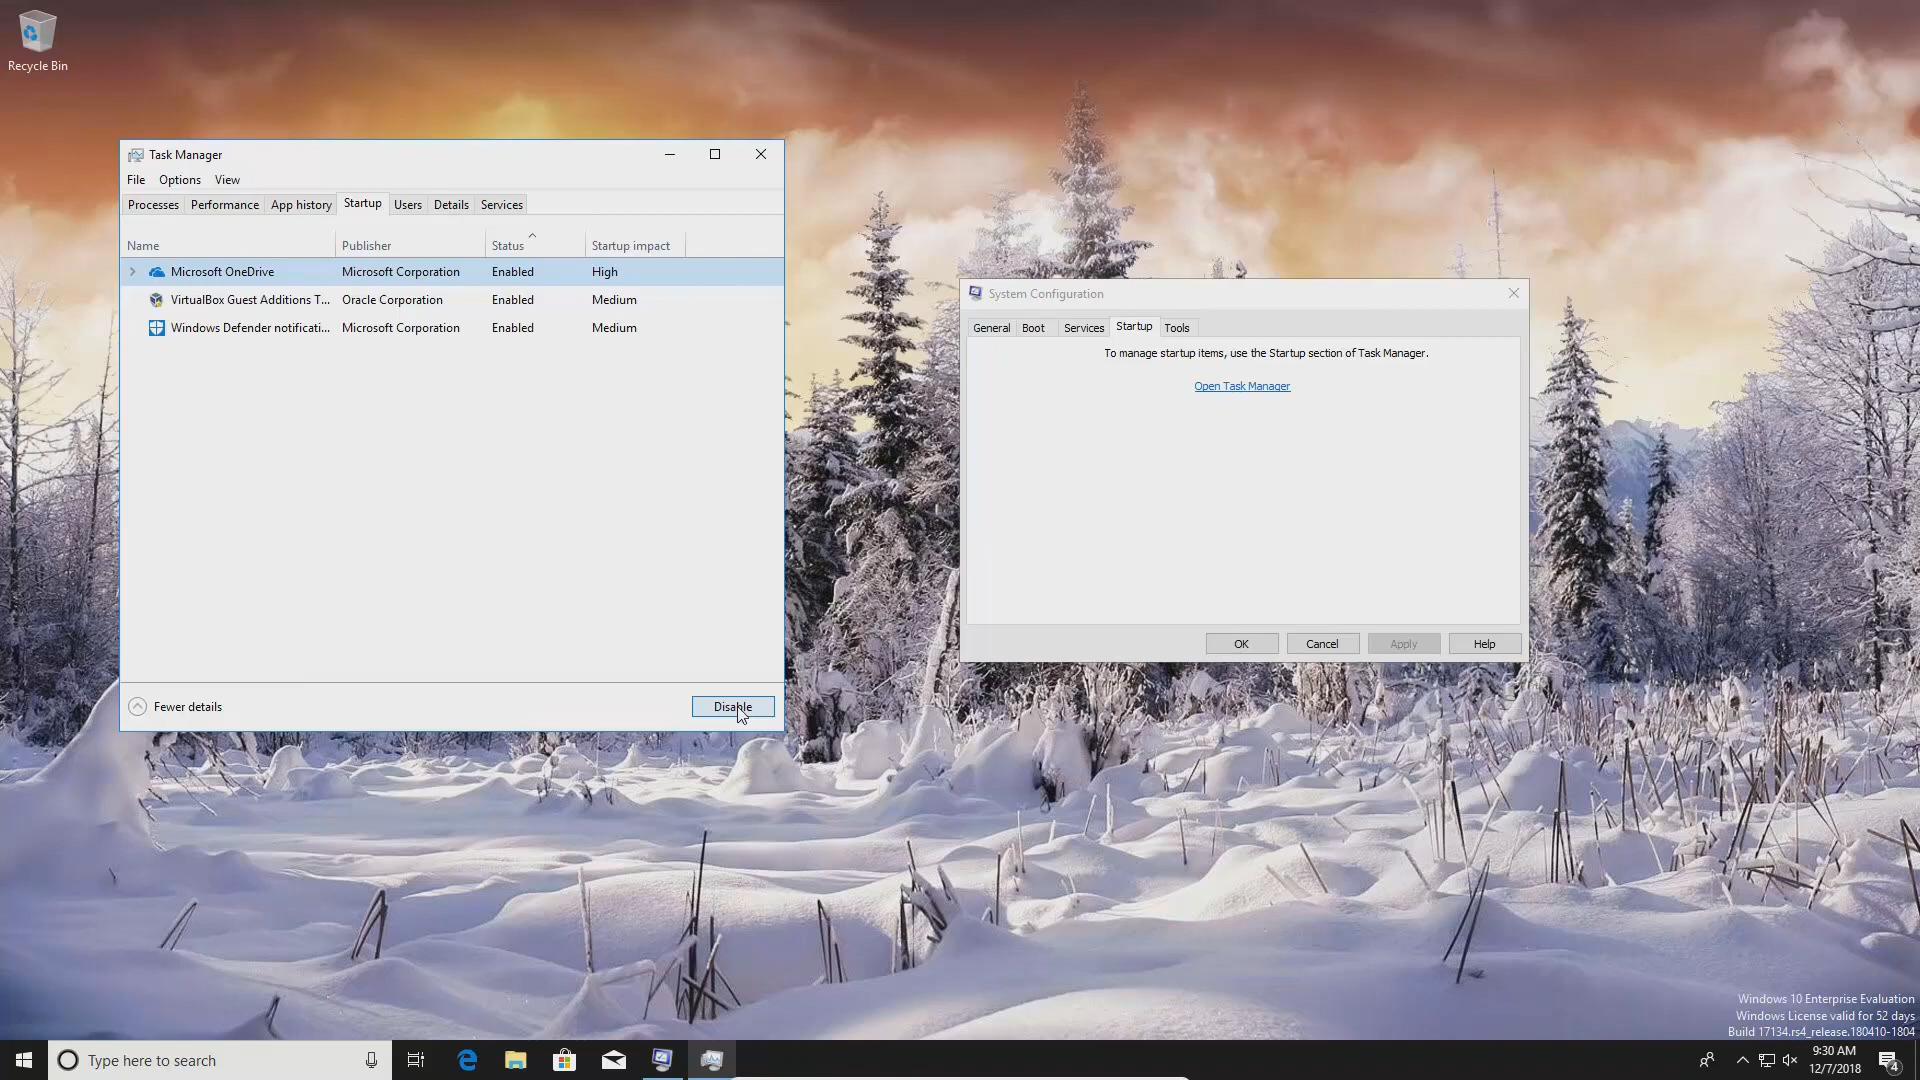 Recycle Bin
Task Manager
File Options View
Processes Performance App history Startup Users Details Services
Name Publisher Status Startup impact
Microsoft OneDrive Microsoft Corporation Enabled High
VirtualBox Guest Additions T... Oracle Corporation Enabled Medium
Windows Defender notificati... Microsoft Corporation Enabled Medium
Fewer details Disable
System Configuration
General Boot Services Startup Tools
To manage startup items, use the Startup section of Task Manager.
Open Task Manager
OK Cancel Apply Help
Windows 10 Enterprise Evaluation
Windows License valid for 52 days
Build 17134.rs4_release.180410-1804
Type here to search
9:30 AM
12/7/2018
4